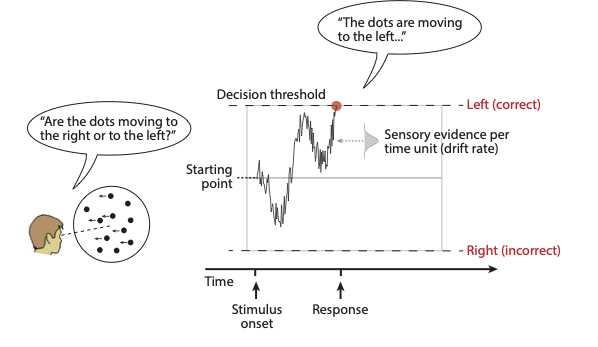 “The dots are moving
to the left...”
Decision threshold
Left (correct)
“Are the dots moving to
the right or to the left?”
Sensory evidence per
time unit (drift rate)
Starting
point
Right (incorrect)
Time
Stimulus
onset
Response